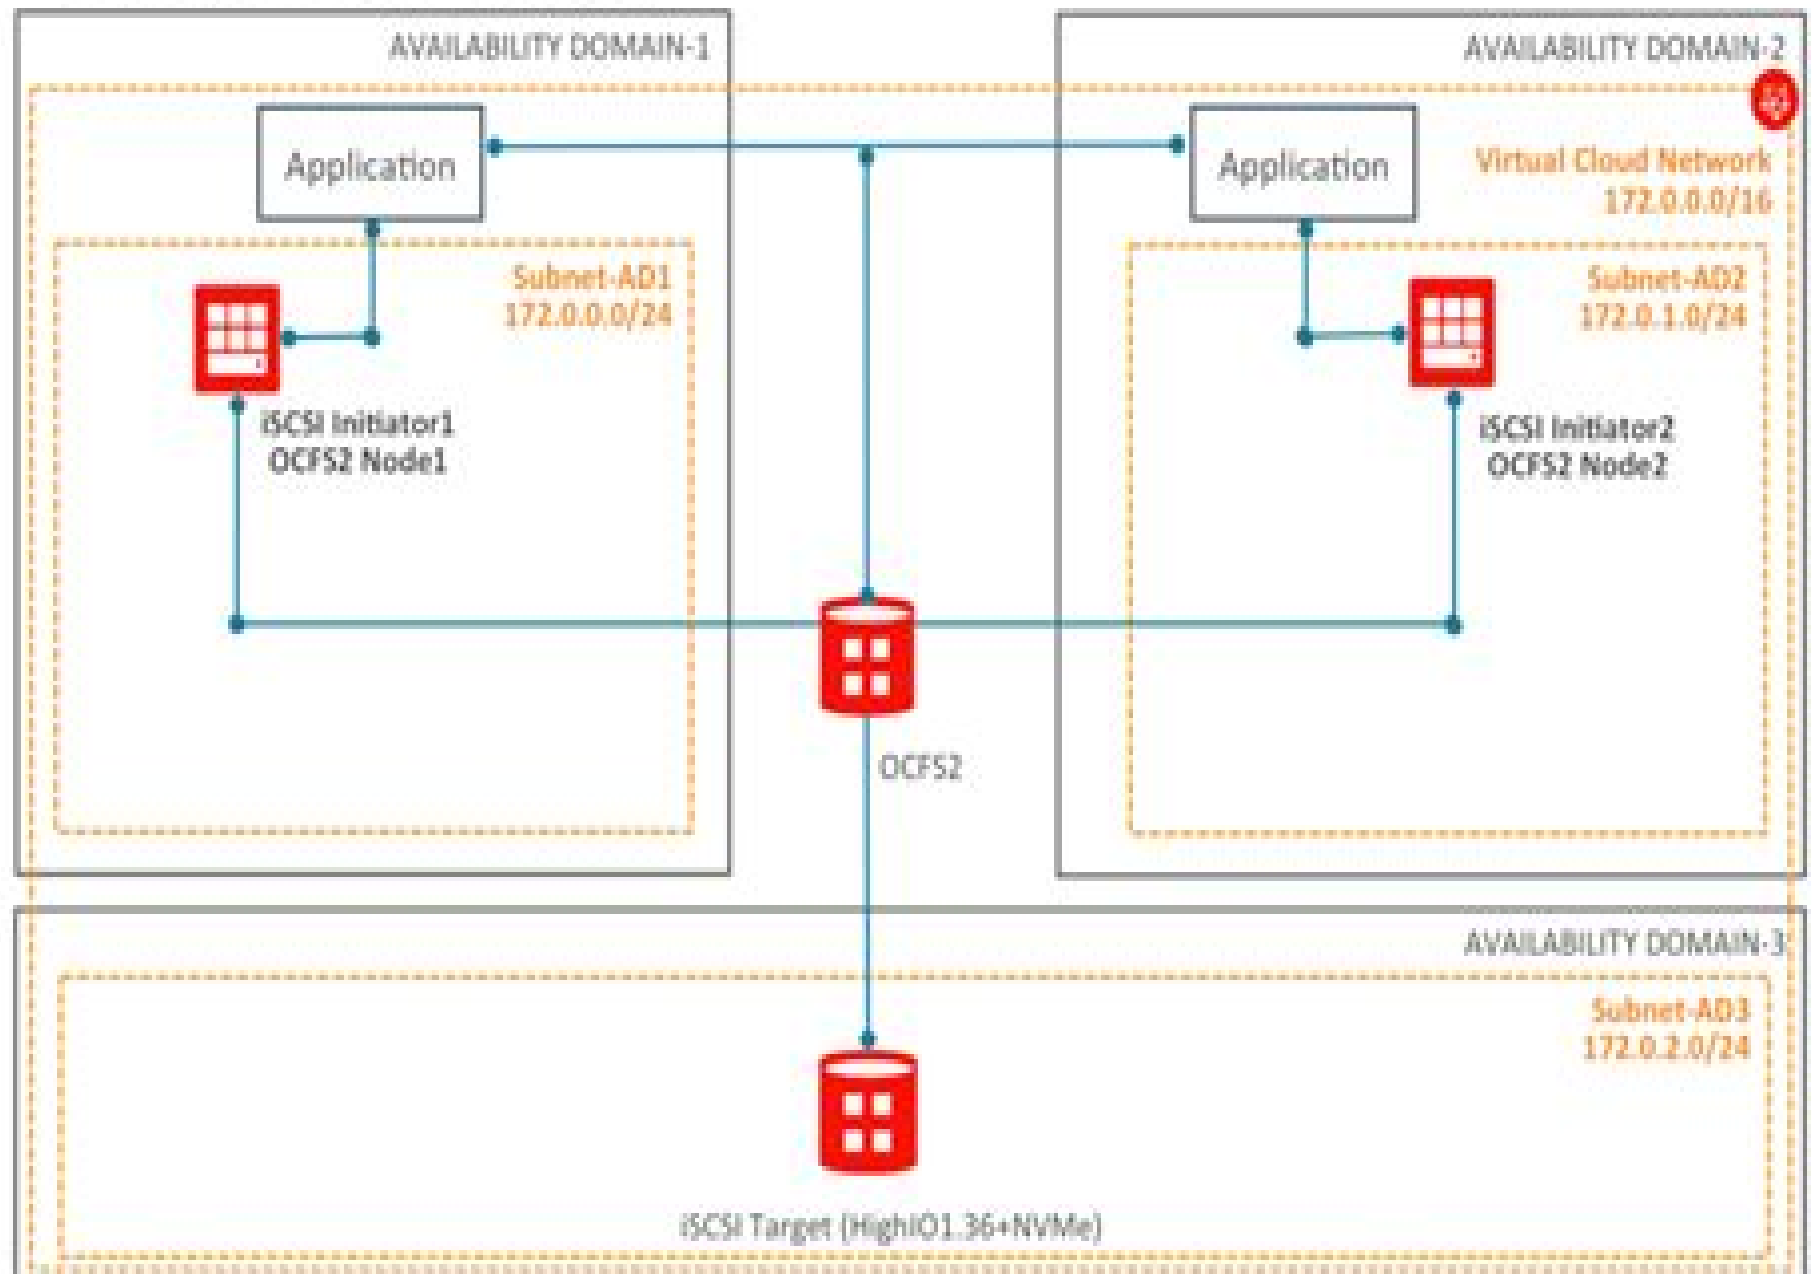 AVAILABILITY DOMAIN-1
AVAILABILITY DOMAIN-2
Application
Application
Virtual Cloud Network
172.0.0.0/16
Subnet-AD1
172.0.0.0/24
Subnet-AD2
172.0.1.0/24
iSCSI Initiator1
OCFS2 Node1
iSCSI Initiator2
OCFS2 Node2
OCFS2
AVAILABILITY DOMAIN-3
Subnet-AD3
172.0.2.0/24
iSCSI Target (HighIO1.36+NVMe)